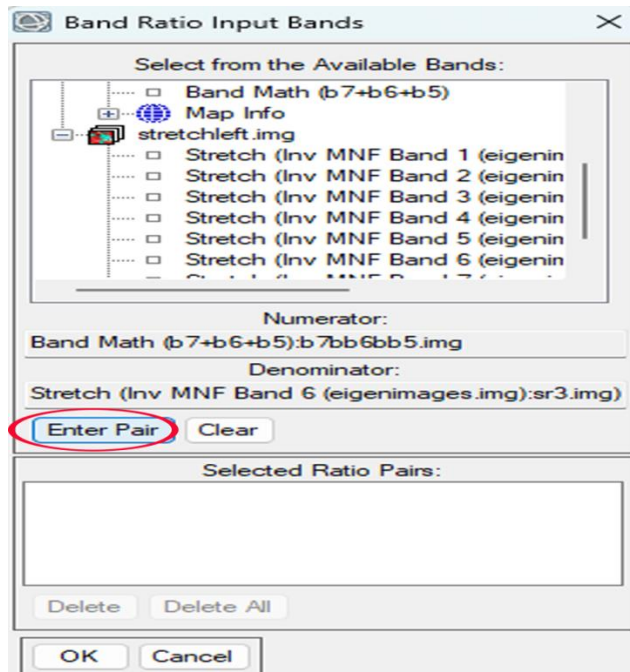 Band Ratio Input Bands
Select from the Available Bands:
Band Math (b7+b6+b5)
Map Info
stretchleft.img
Stretch (Inv MNF Band 1 (eigenin
Stretch (Inv MNF Band 2 (eigenin
Stretch (Inv MNF Band 3 (eigenin
Stretch (Inv MNF Band 4 (eigenin
Stretch (Inv MNF Band 5 (eigenin
Stretch (Inv MNF Band 6 (eigenin
Numerator:
Band Math (b7+b6+b5):b7bb6bb5.img
Denominator:
Stretch (Inv MNF Band 6 (eigenimages.img):sr3.img)
Enter Pair Clear
Selected Ratio Pairs:
Delete Delete All
OK Cancel